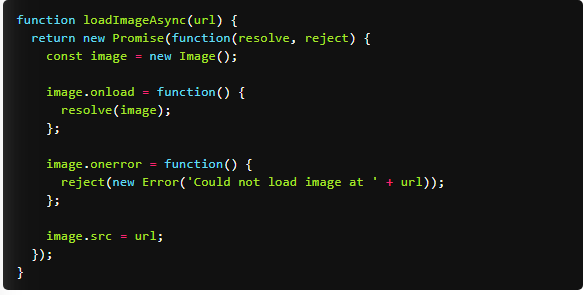 function loadImageAsync(url) {
  return new Promise(function(resolve, reject) {
    const image = new Image();

    image.onload = function() {
      resolve(image);
    };

    image.onerror = function() {
      reject(new Error('Could not load image at ' + url));
    };

    image.src = url;
  });
}